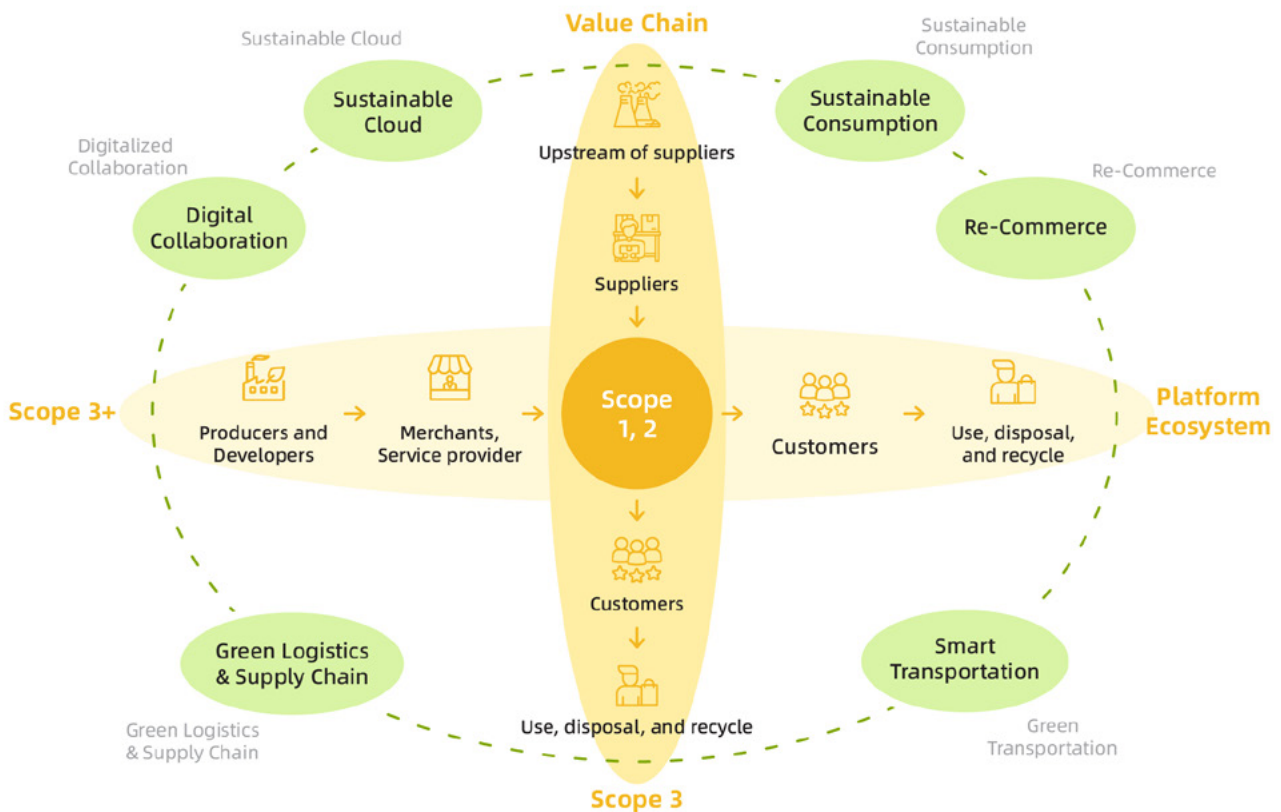 Value Chain
Sustainable Cloud
Sustainable
Consumption
Sustainable
Cloud
Sustainable
Consumption
Upstream of suppliers
Digitalized
Collaboration
Re-Commerce
Digital
Collaboration
Re-Commerce
Suppliers
Scope 3+
Producers and
Developers
Merchants,
Service provider
Scope
1, 2
Customers
Use, disposal,
and recycle
Platform
Ecosystem
Customers
Green Logistics
& Supply Chain
Smart
Transportation
Use, disposal, and recycle
Green Logistics
& Supply Chain
Green
Transportation
Scope 3